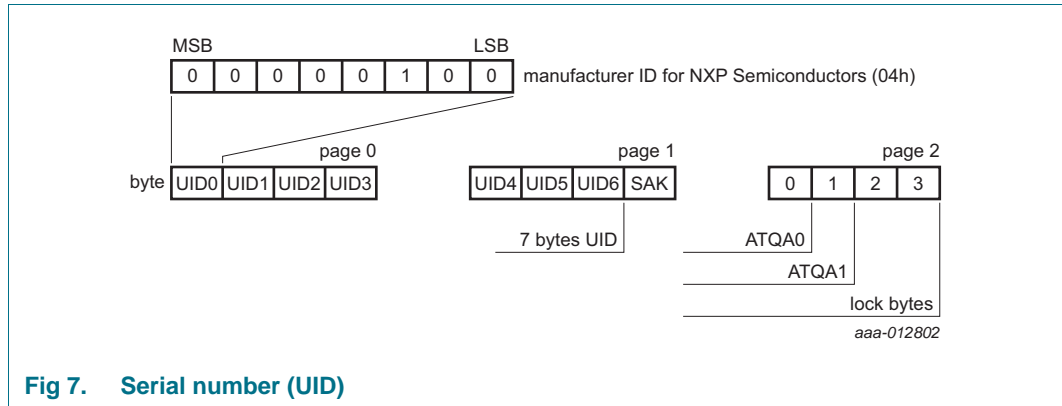 MSB LSB
0 0 0 0 0 1 0 0 manufacturer ID for NXP Semiconductors (04h)
page 0 page 1 page 2
byte UID0 UID1 UID2 UID3 UID4 UID5 UID6 SAK 0 1 2 3
7 bytes UID ATQA0
ATQA1
lock bytes
aaa-012802
Fig 7. Serial number (UID)